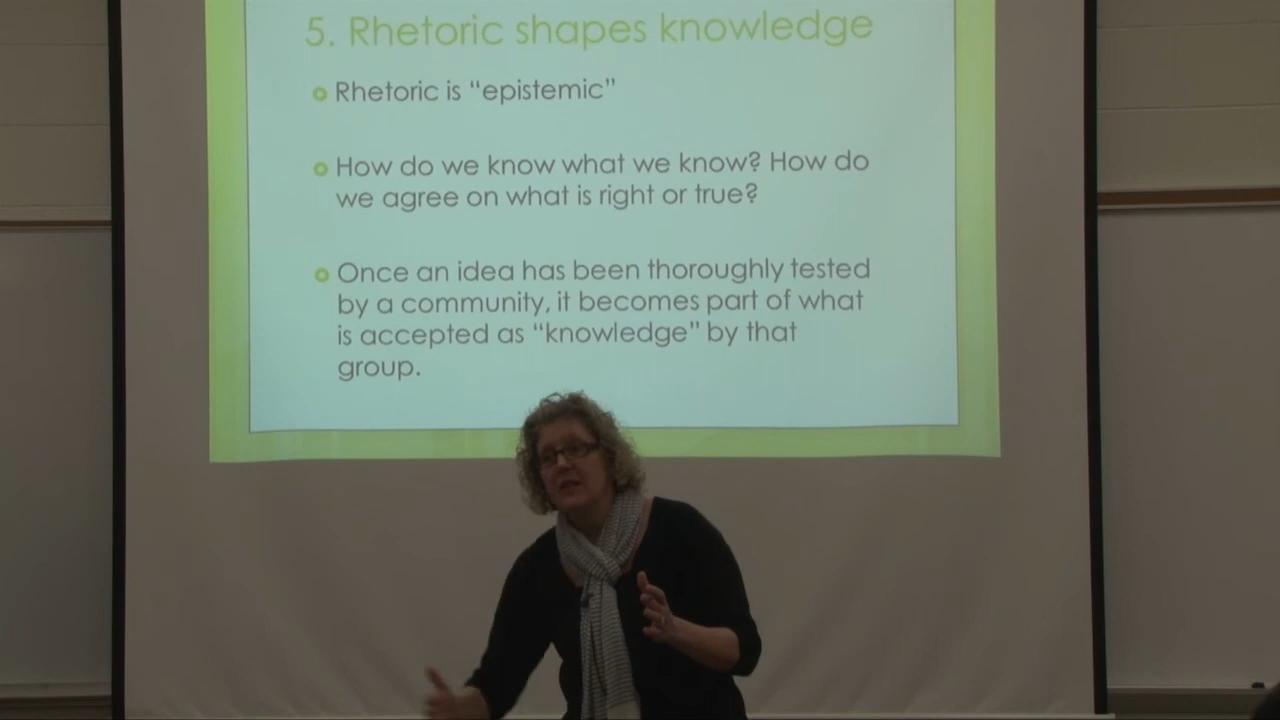 5. Rhetoric shapes knowledge
Rhetoric is “epistemic”
How do we know what we know? How do
we agree on what is right or true?
Once an idea has been thoroughly tested
by a community, it becomes part of what
is accepted as “knowledge” by that
group.